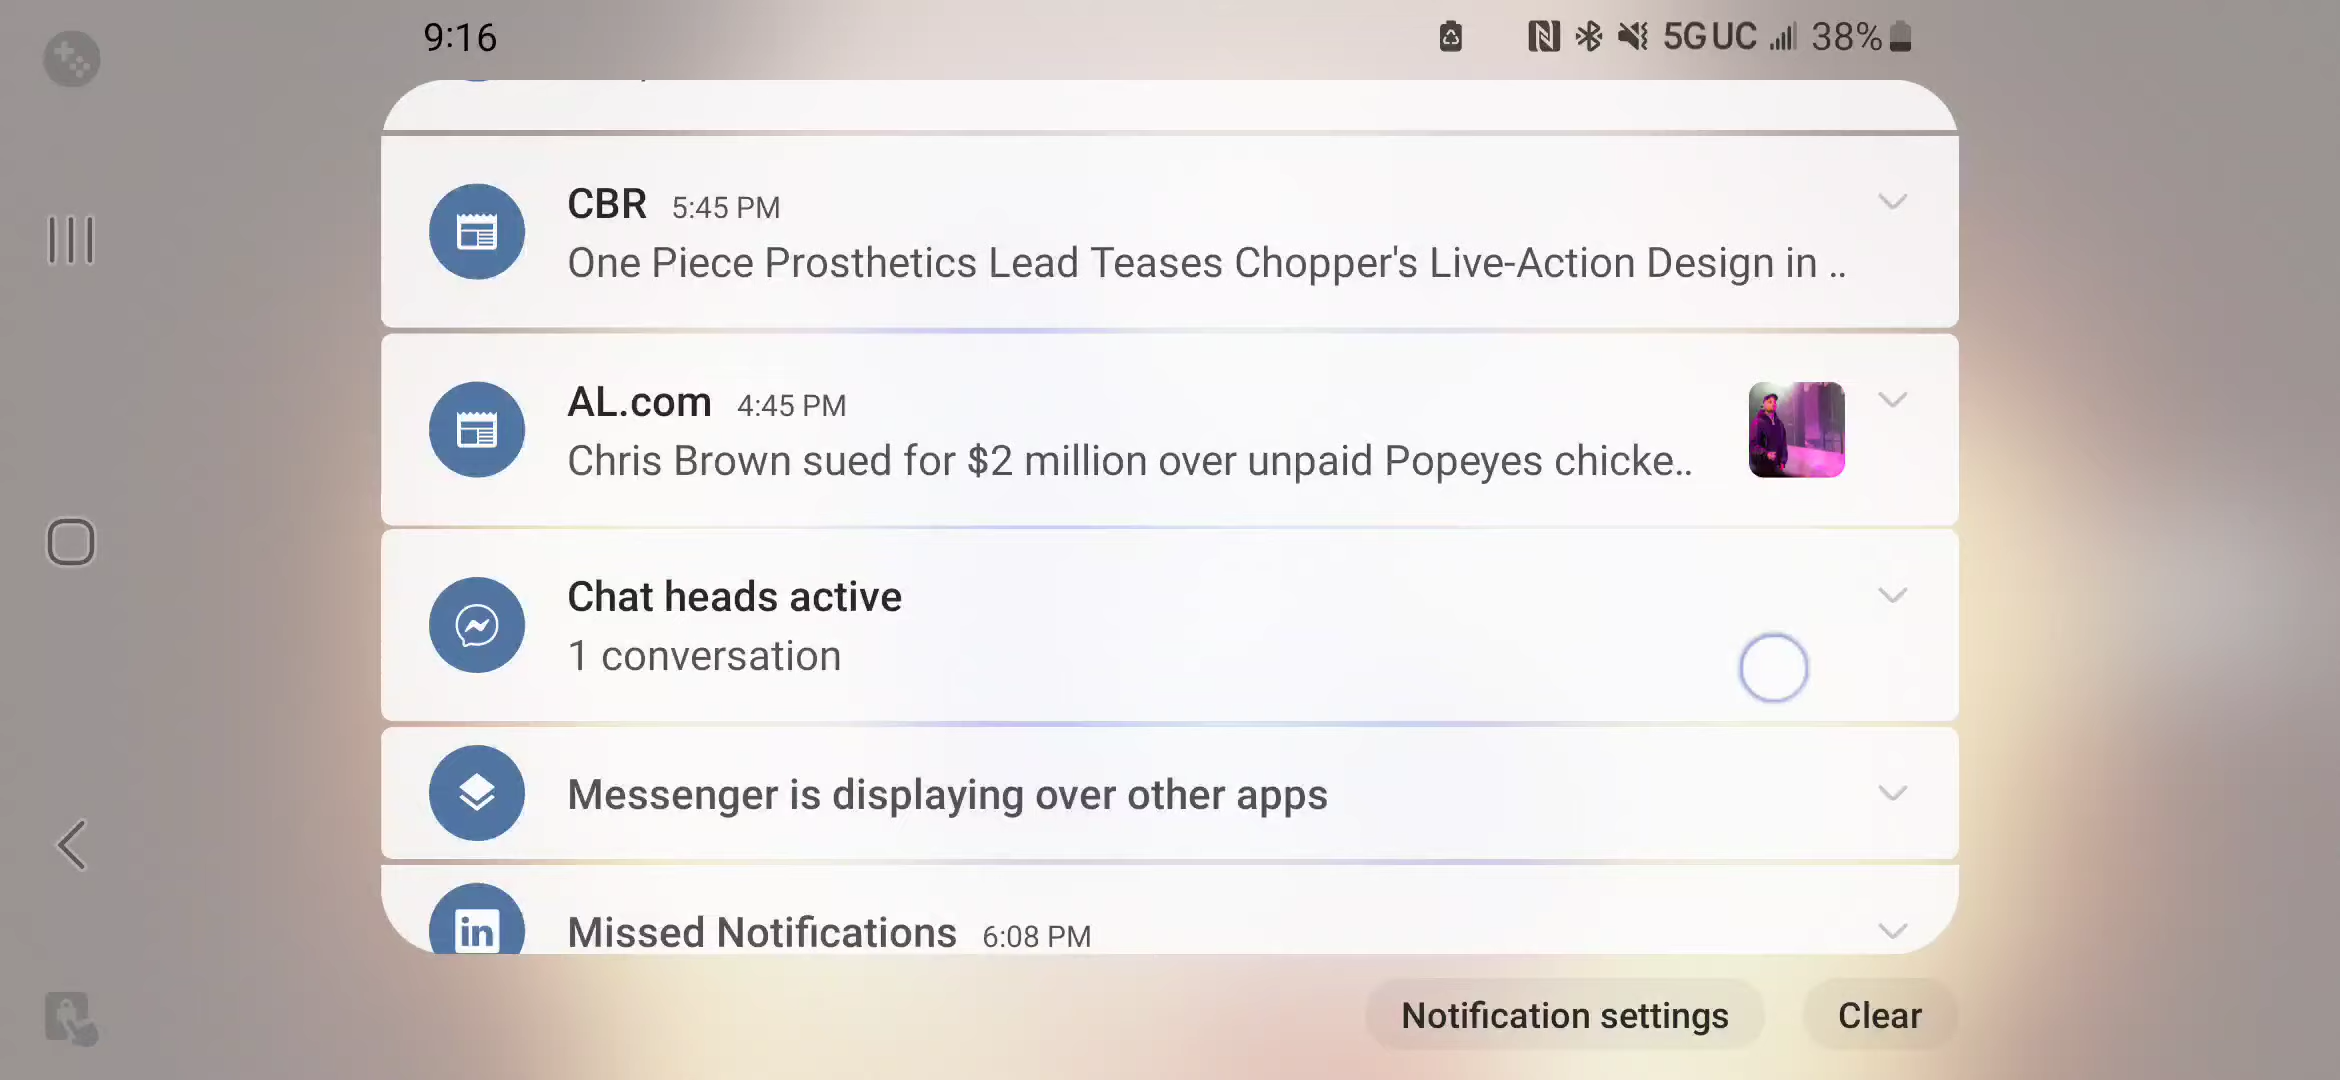 9:16
5G UC
38%
CBR 5:45 PM
One Piece Prosthetics Lead Teases Chopper's Live-Action Design in ..
AL.com 4:45 PM
Chris Brown sued for $2 million over unpaid Popeyes chicke..
Chat heads active
1 conversation
Messenger is displaying over other apps
in
Missed Notifications 6:08 PM
Notification settings
Clear